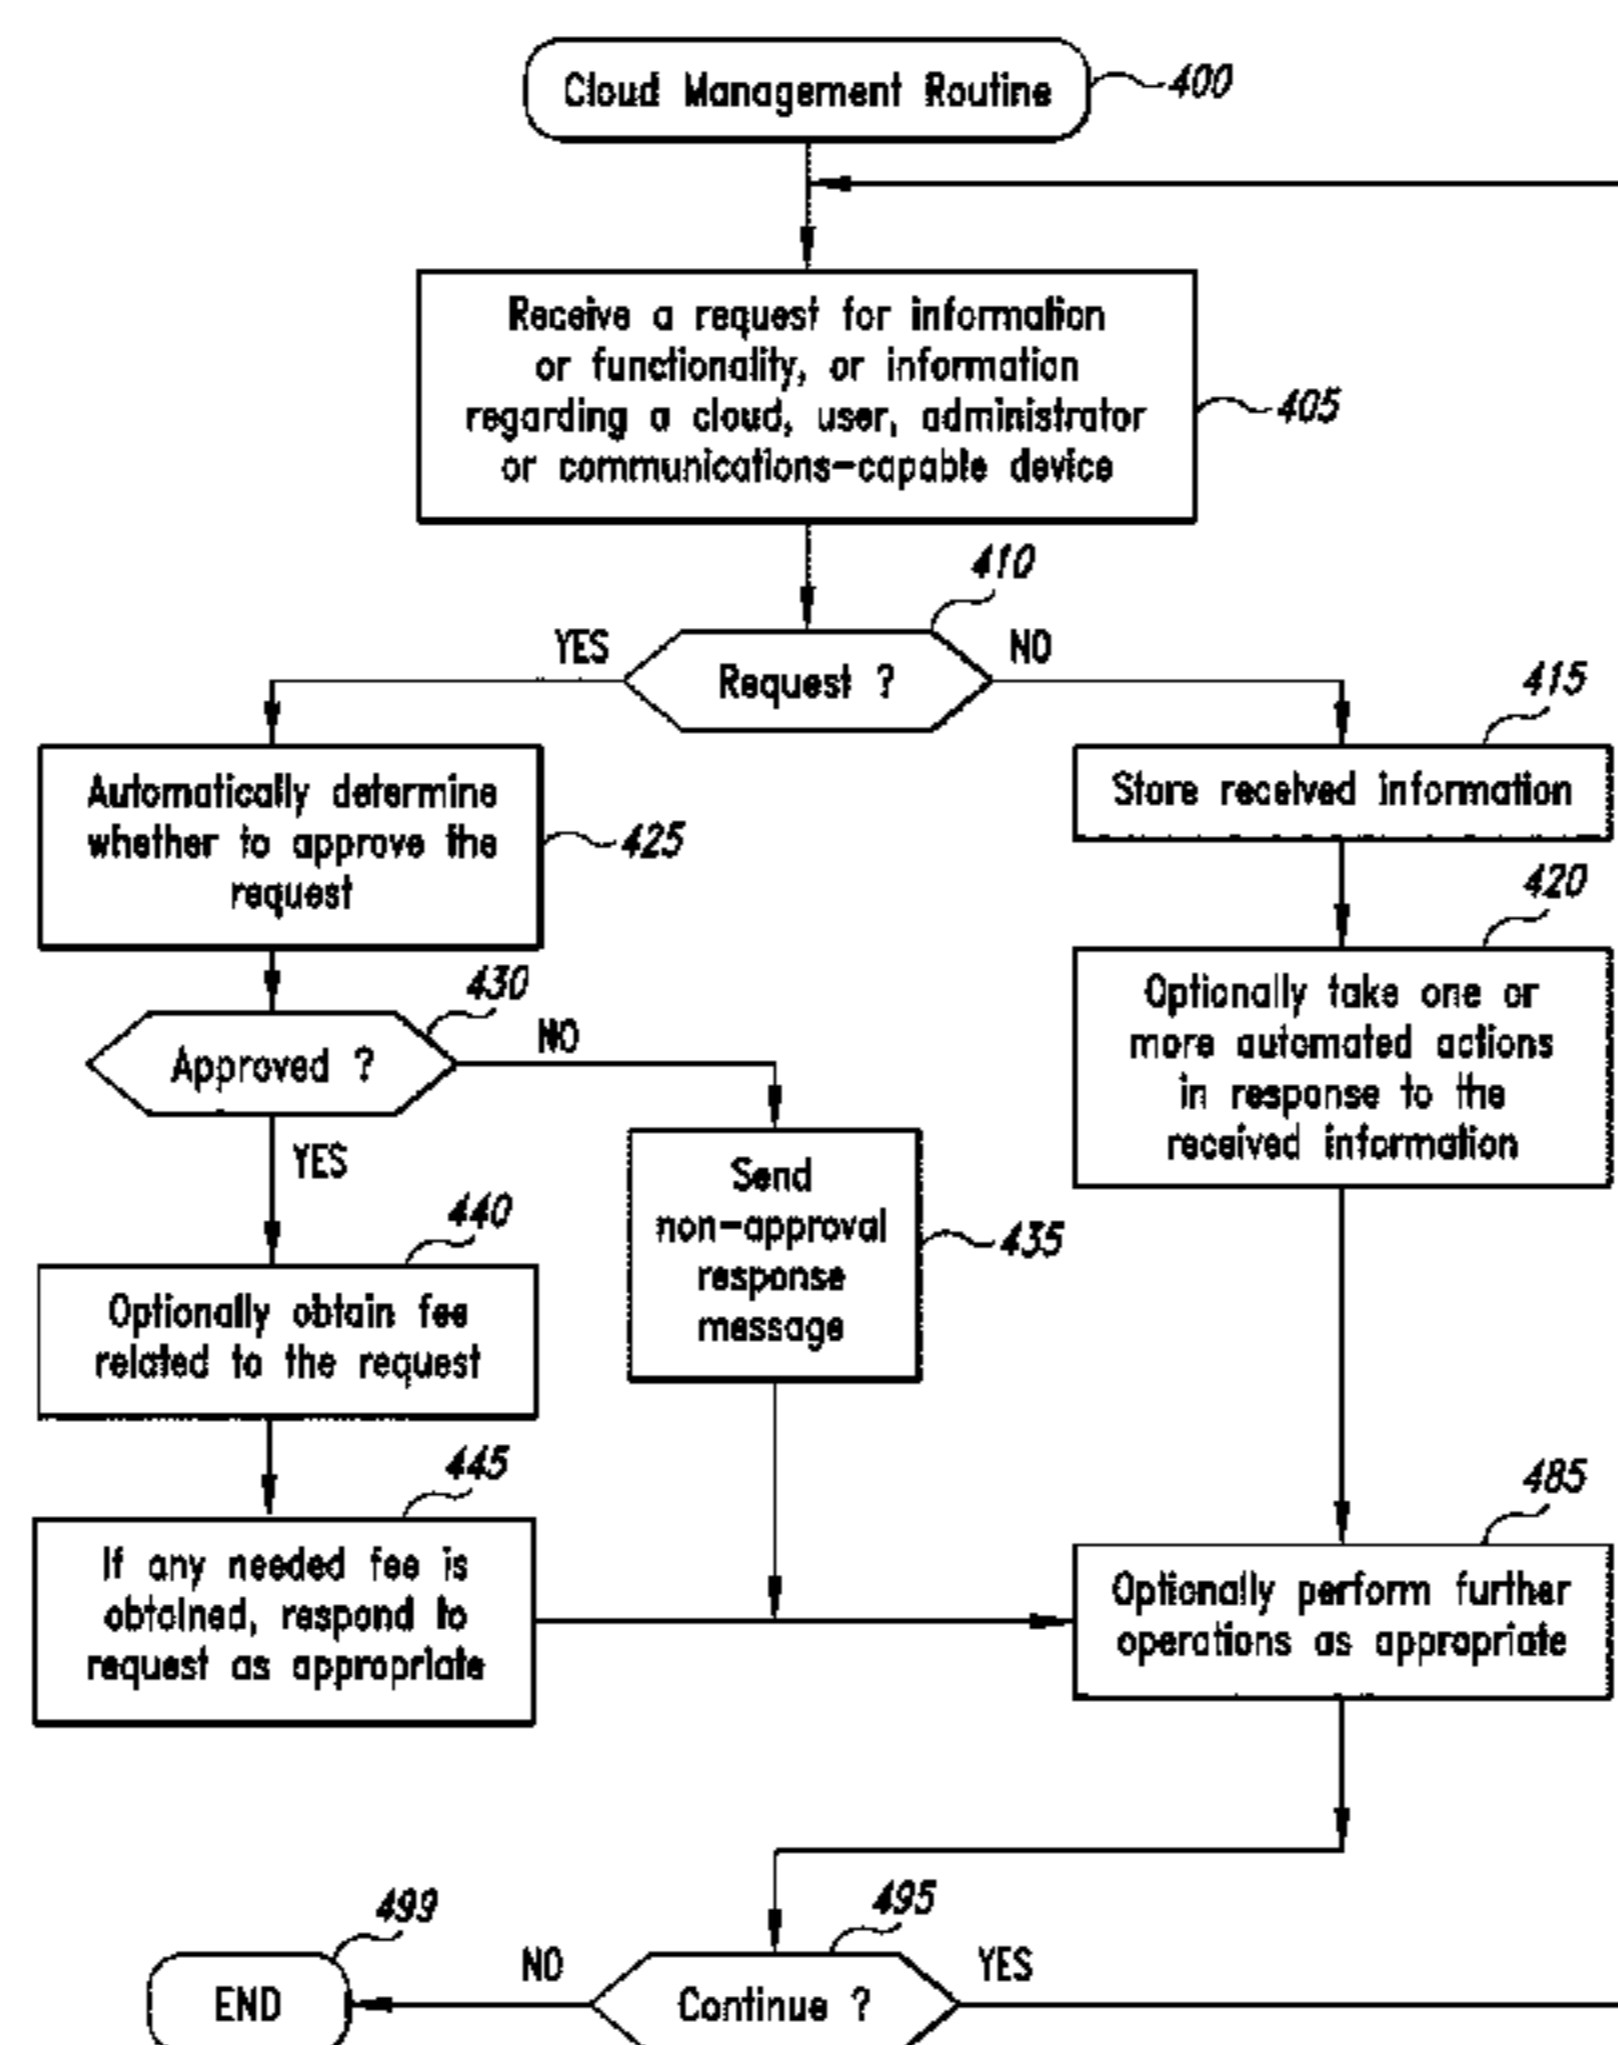 Cloud Management Routine
400
Receive a request for information
or functionality, or information
regarding a cloud, user, administrator
or communications-capable device
405
410
YES
Request ?
NO
415
Store received information
Automatically determine
whether to approve the
request
425
420
Optionally take one or
more automated actions
in response to the
received information
430
Approved ?
NO
YES
Send
non-approval
response
message
435
440
Optionally obtain fee
related to the request
445
If any needed fee is
obtained, respond to
request as appropriate
485
Optionally perform further
operations as appropriate
499
END
NO
495
Continue ?
YES